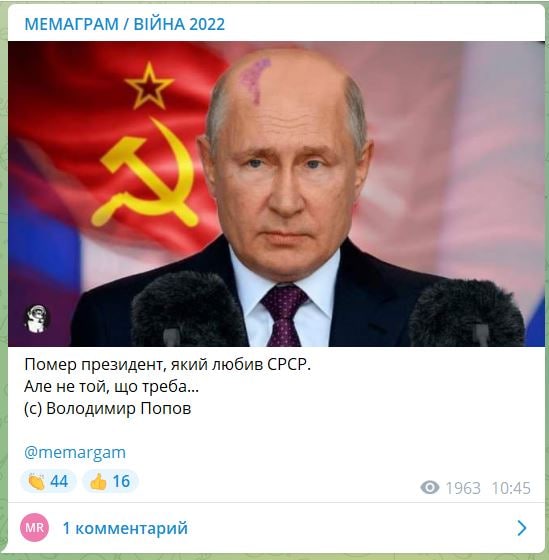 МЕМАГРАМ / ВІЙНА 2022
Помер президент, який любив СРСР.
Але не той, що треба...
(с) Володимир Попов
@memargam
👏 44 👍 16
1963 10:45
MR 1 комментарий